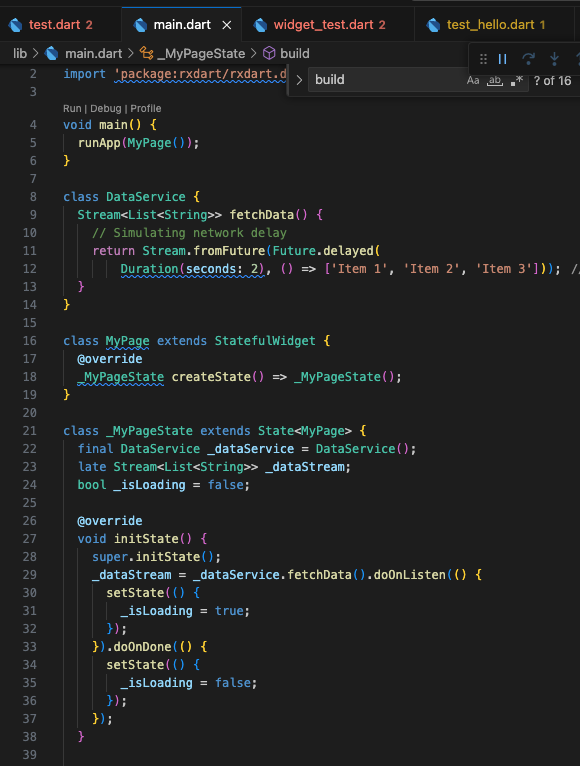 test.dart 2 main.dart × widget_test.dart 2 test_hello.dart 1
lib > main.dart > _MyPageState > build
build Aa ab .* ? of 16
2 import 'package:rxdart/rxdart.d
3
Run | Debug | Profile
4 void main() {
5   runApp(MyPage());
6 }
7
8 class DataService {
9   Stream<List<String>> fetchData() {
10     // Simulating network delay
11     return Stream.fromFuture(Future.delayed(
12         Duration(seconds: 2), () => ['Item 1', 'Item 2', 'Item 3'])); //
13   }
14 }
15
16 class MyPage extends StatefulWidget {
17   @override
18   _MyPageState createState() => _MyPageState();
19 }
20
21 class _MyPageState extends State<MyPage> {
22   final DataService _dataService = DataService();
23   late Stream<List<String>> _dataStream;
24   bool _isLoading = false;
25
26   @override
27   void initState() {
28     super.initState();
29     _dataStream = _dataService.fetchData().doOnListen(() {
30       setState(() {
31         _isLoading = true;
32       });
33     }).doOnDone(() {
34       setState(() {
35         _isLoading = false;
36       });
37     });
38   }
39